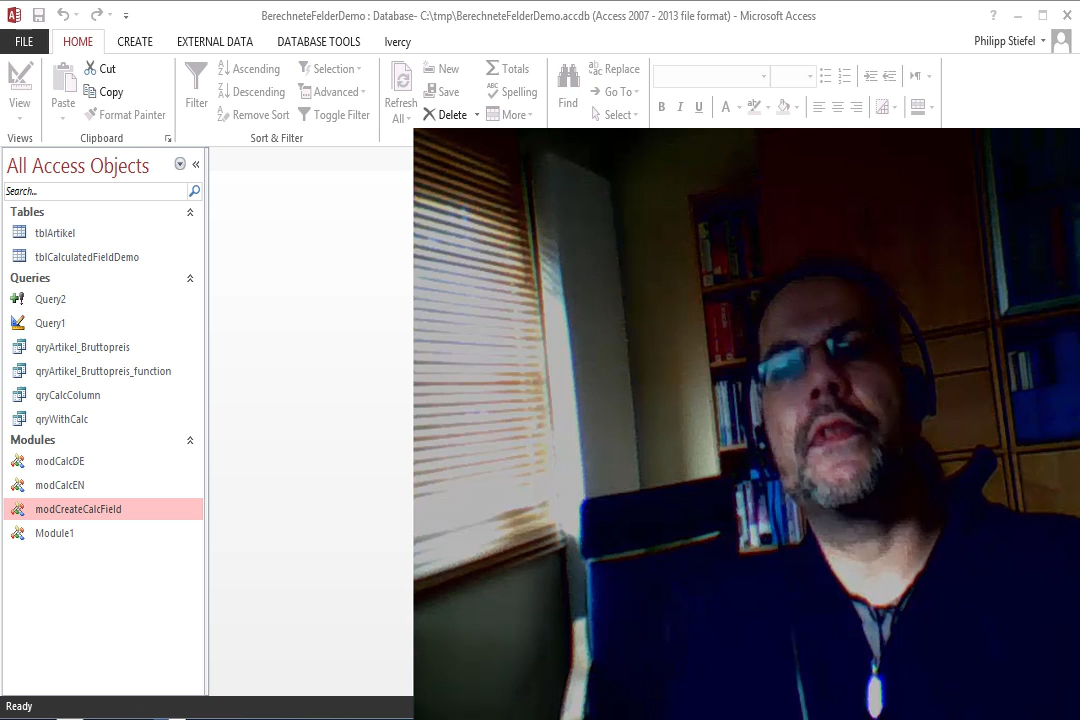 BerechneteFelderDemo : Database- C:\tmp\BerechneteFelderDemo.accdb (Access 2007 - 2013 file format) - Microsoft Access
FILE HOME CREATE EXTERNAL DATA DATABASE TOOLS Ivercy Philipp Stiefel
View
Views
Paste
Cut
Copy
Format Painter
Clipboard
Filter
Ascending
Descending
Remove Sort
Selection
Advanced
Toggle Filter
Sort & Filter
Refresh
All
New
Save
Delete
Totals
Spelling
More
Find
Replace
Go To
Select
B I U A
All Access Objects
Search...
Tables
tblArtikel
tblCalculatedFieldDemo
Queries
Query2
Query1
qryArtikel_Bruttopreis
qryArtikel_Bruttopreis_function
qryCalcColumn
qryWithCalc
Modules
modCalcDE
modCalcEN
modCreateCalcField
Module1
Ready